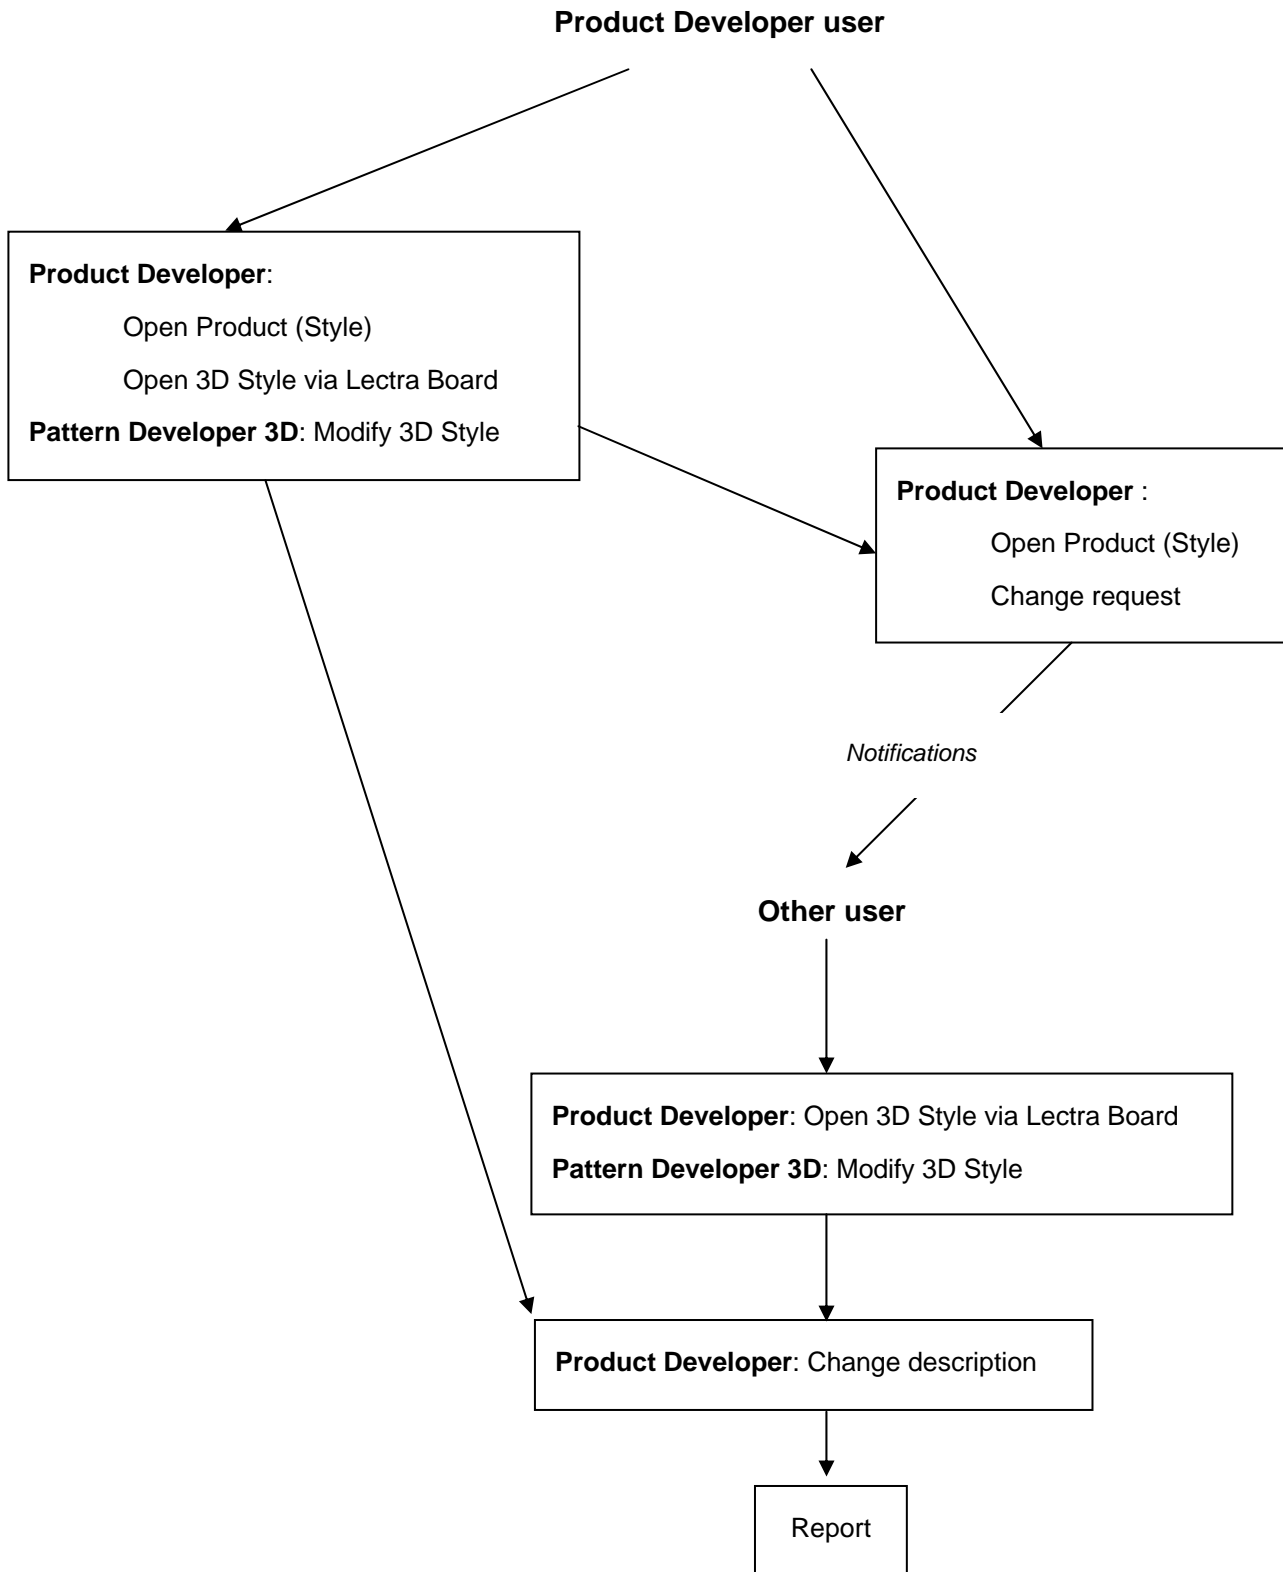 Product Developer user
Product Developer:
Open Product (Style)
Open 3D Style via Lectra Board
Pattern Developer 3D: Modify 3D Style
Product Developer :
Open Product (Style)
Change request
Notifications
Other user
Product Developer: Open 3D Style via Lectra Board
Pattern Developer 3D: Modify 3D Style
Product Developer: Change description
Report